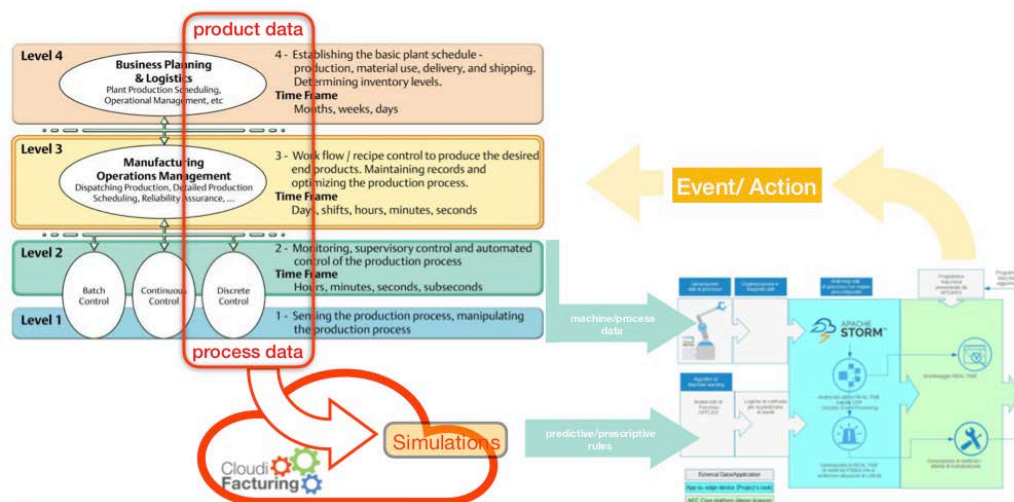 product data
Level 4
Business Planning
& Logistics
Plant Production Scheduling,
Operational Management, etc
4 - Establishing the basic plant schedule -
production, material use, delivery, and shipping.
Determining inventory levels.
Time Frame
Months, weeks, days
Level 3
Manufacturing
Operations Management
Dispatching Production, Detailed Production
Scheduling, Reliability Assurance, ...
3 - Work flow / recipe control to produce the desired
end products. Maintaining records and
optimizing the production process.
Time Frame
Days, shifts, hours, minutes, seconds
Event/ Action
Level 2
Batch
Control
Continuous
Control
Discrete
Control
2 - Monitoring, supervisory control and automated
control of the production process
Time Frame
Hours, minutes, seconds, subseconds
Level 1
1 - Sensing the production process, manipulating
the production process
process data
machine/process
data
APACHE
STORM™
Simulations
Cloudi
Facturing
predictive/prescriptive
rules
External Data/Application